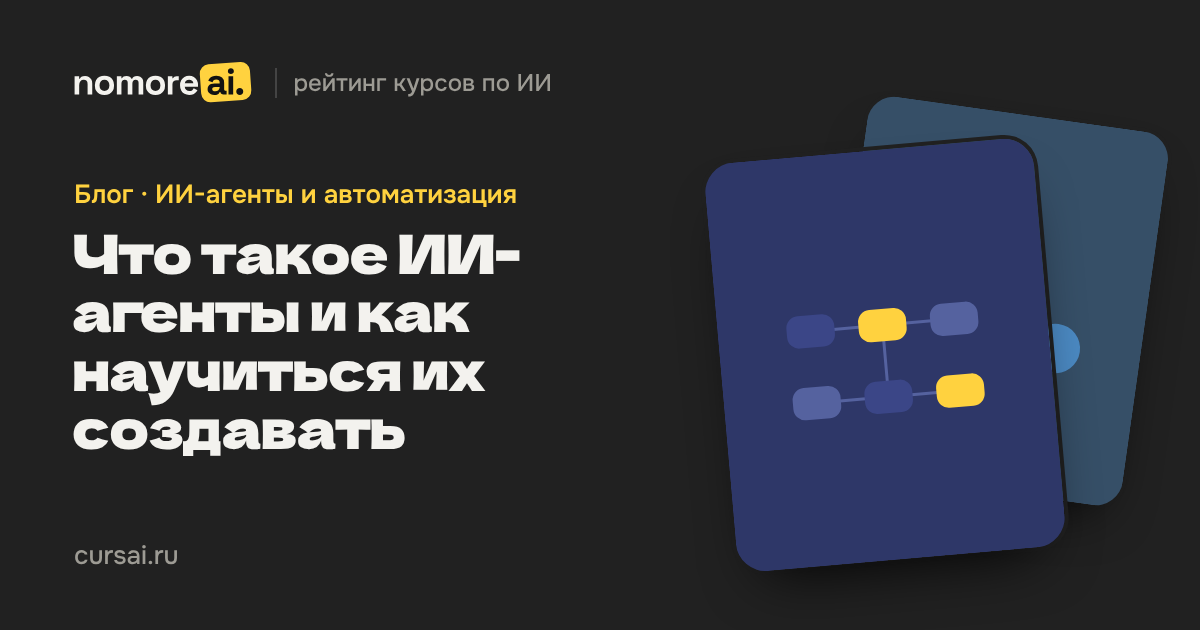 nomore ai. | рейтинг курсов по ИИ
Блог · ИИ-агенты и автоматизация
Что такое ИИ-
агенты и как
научиться их
создавать
cursai.ru